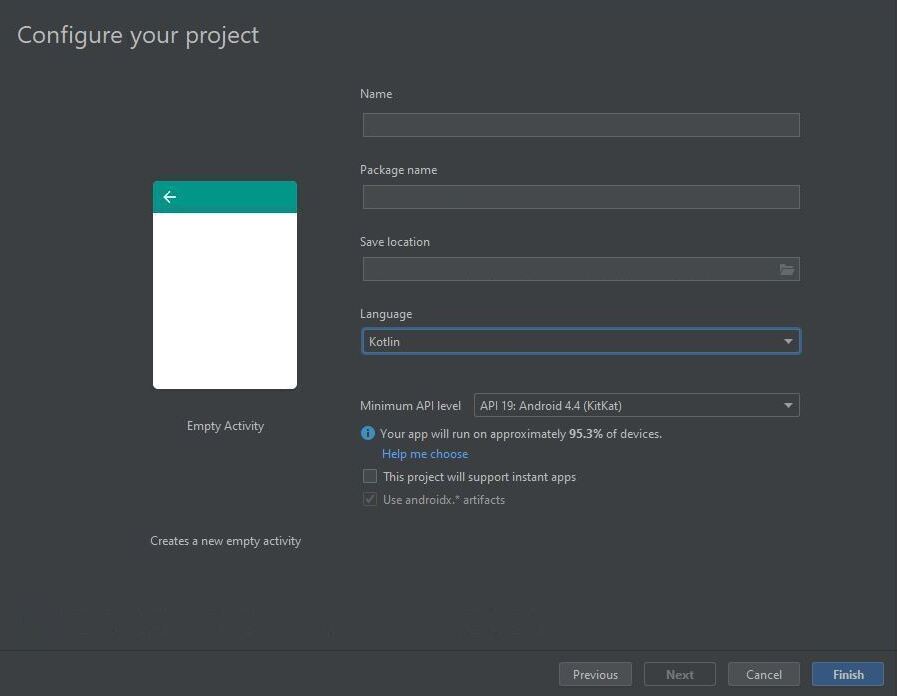 Configure your project
Name
Package name
Save location
Language
Kotlin
Minimum API level API 19: Android 4.4 (KitKat)
Your app will run on approximately 95.3% of devices.
Help me choose
This project will support instant apps
Use androidx.* artifacts
Empty Activity
Creates a new empty activity
Previous Next Cancel Finish